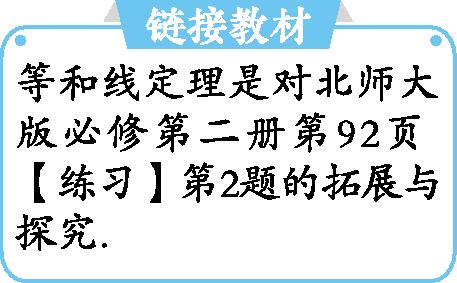 链接教材
等和线定理是对北师大
版必修第二册第92页
【练习】第2题的拓展与
探究.